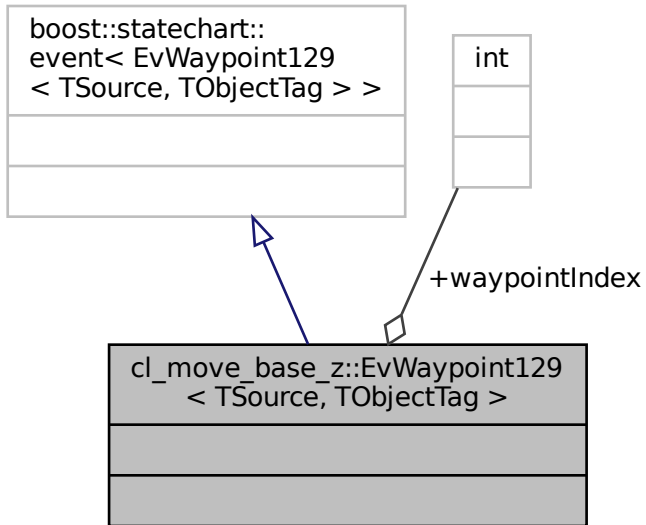 boost::statechart::
event< EvWaypoint129
< TSource, TObjectTag > >
int
+waypointIndex
cl_move_base_z::EvWaypoint129
< TSource, TObjectTag >